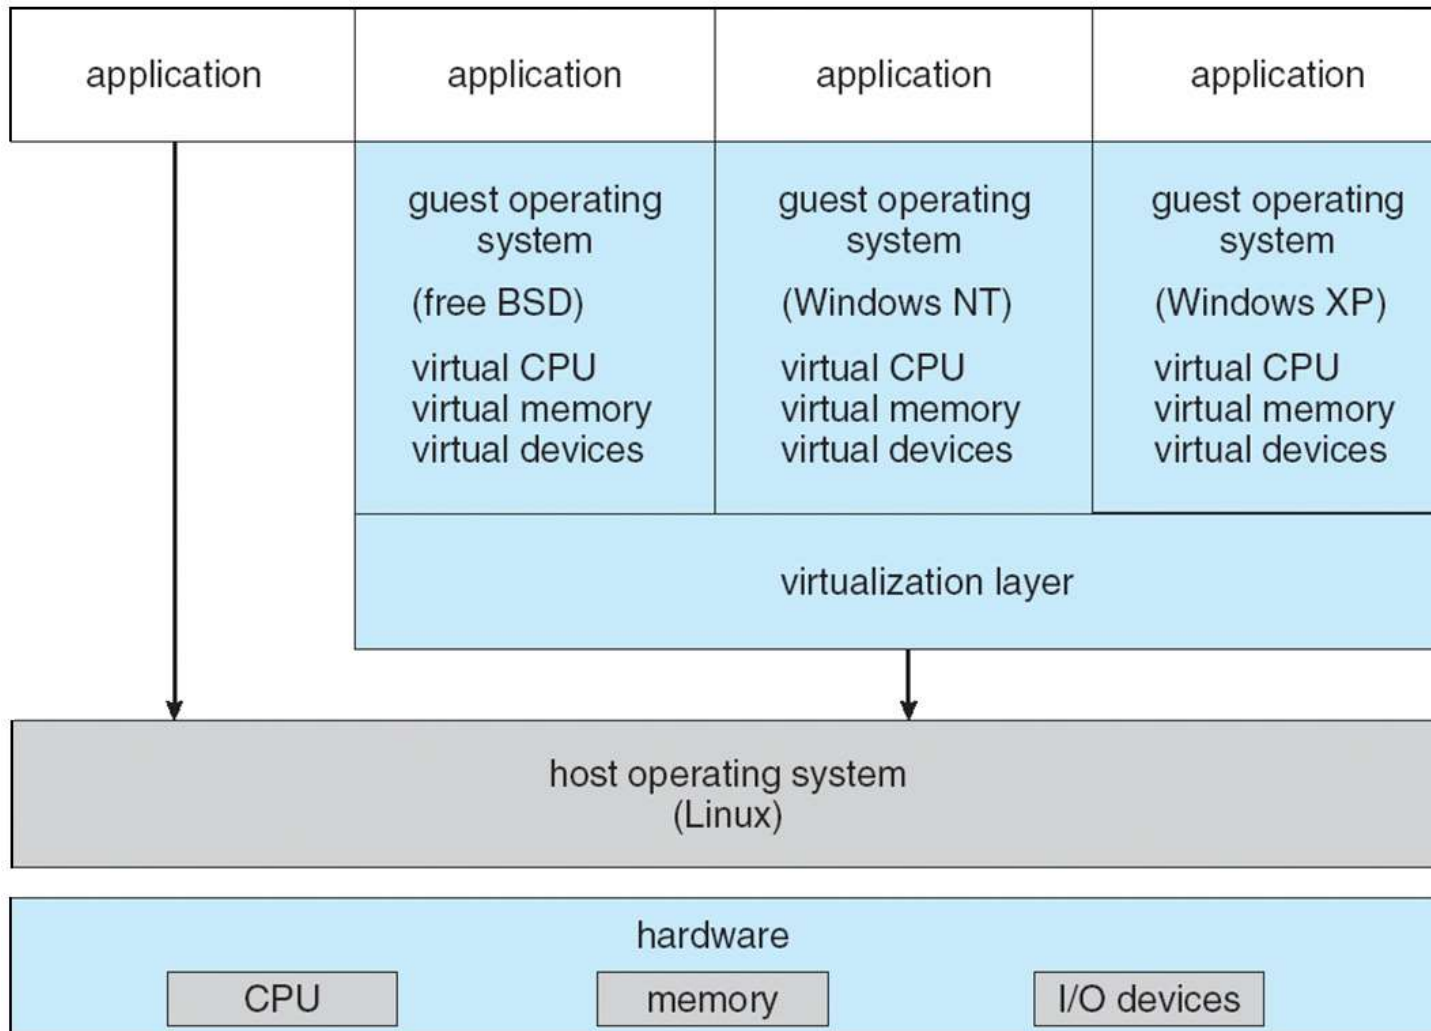 application
application
application
application
guest operating
system
(free BSD)
virtual CPU
virtual memory
virtual devices
guest operating
system
(Windows NT)
virtual CPU
virtual memory
virtual devices
guest operating
system
(Windows XP)
virtual CPU
virtual memory
virtual devices
virtualization layer
host operating system
(Linux)
hardware
CPU
memory
I/O devices